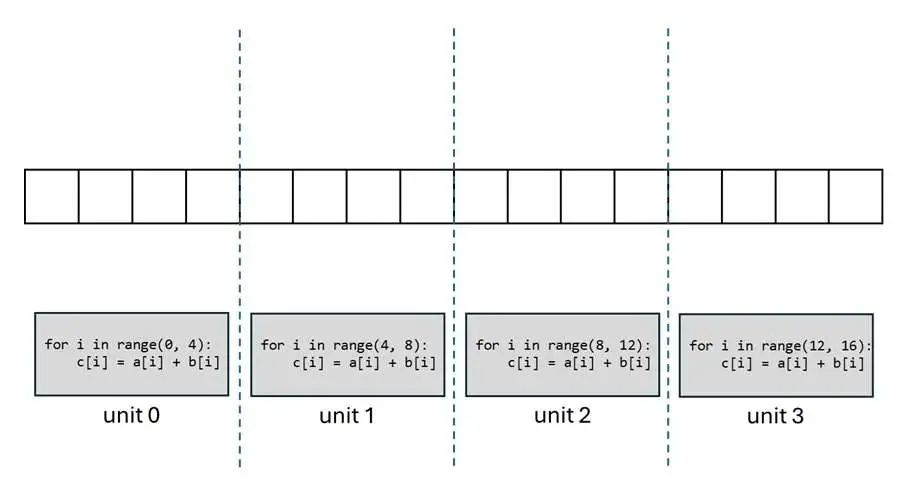 for i in range(0, 4):
c[i] = a[i] + b[i]
unit 0
for i in range(4, 8):
c[i] = a[i] + b[i]
unit 1
for i in range(8, 12):
c[i] = a[i] + b[i]
unit 2
for i in range(12, 16):
c[i] = a[i] + b[i]
unit 3